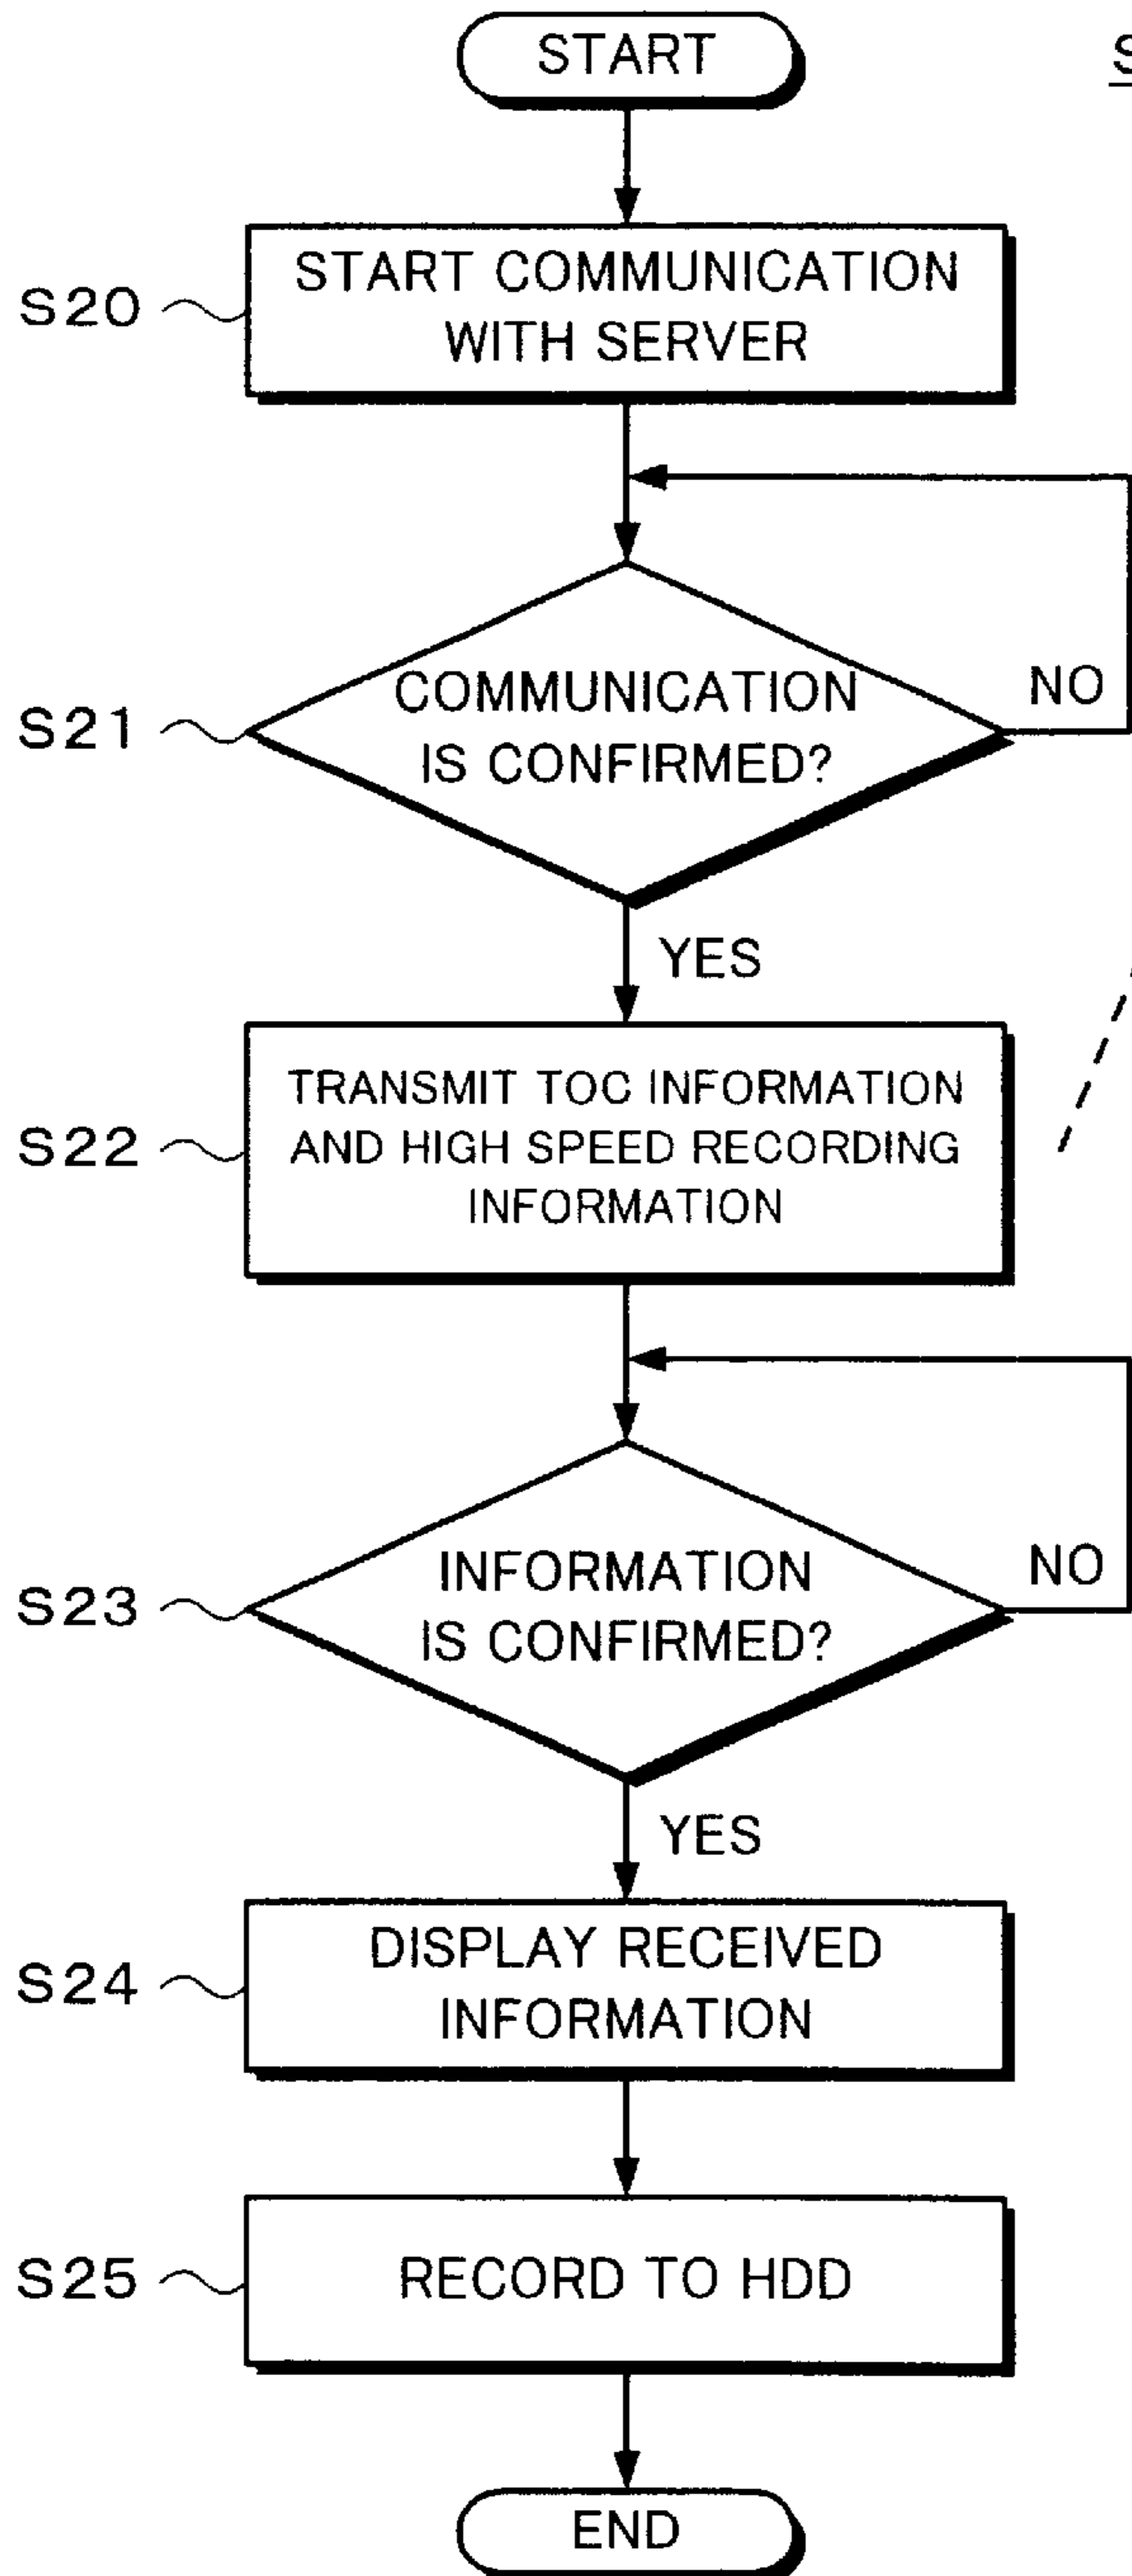 START
S
S20
START COMMUNICATION
WITH SERVER
S21
COMMUNICATION
IS CONFIRMED?
NO
YES
S22
TRANSMIT TOC INFORMATION
AND HIGH SPEED RECORDING
INFORMATION
S23
INFORMATION
IS CONFIRMED?
NO
YES
S24
DISPLAY RECEIVED
INFORMATION
S25
RECORD TO HDD
END